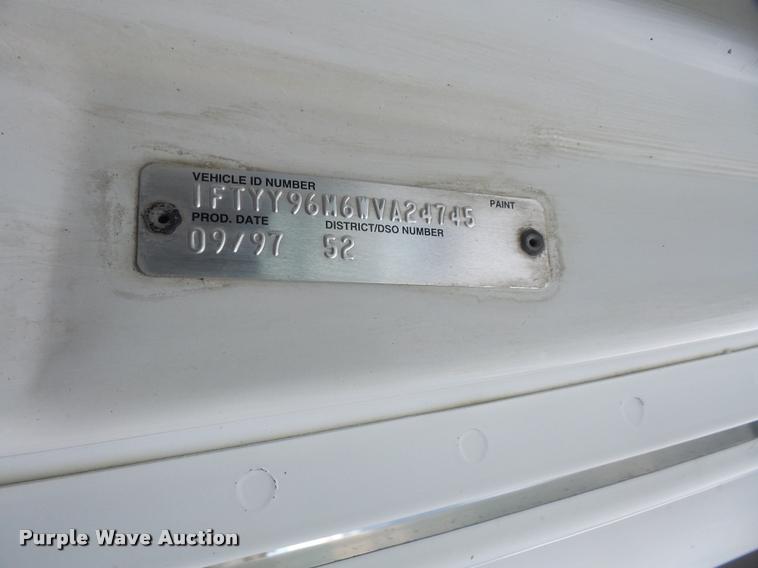 VEHICLE ID NUMBER
1FTYY96M6WVA24745
PAINT
PROD. DATE DISTRICT/DSO NUMBER
09/97 52
Purple Wave Auction®